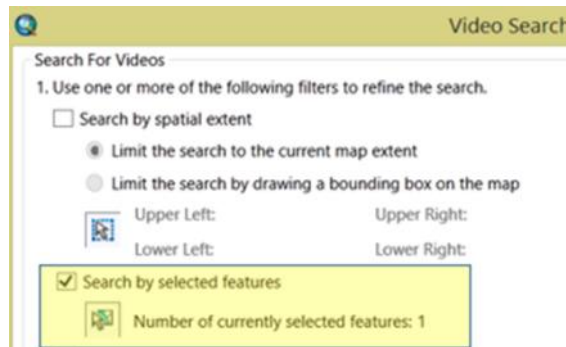 Video Search
Search For Videos
1. Use one or more of the following filters to refine the search.
Search by spatial extent
Limit the search to the current map extent
Limit the search by drawing a bounding box on the map
Upper Left: Upper Right:
Lower Left: Lower Right:
Search by selected features
Number of currently selected features: 1